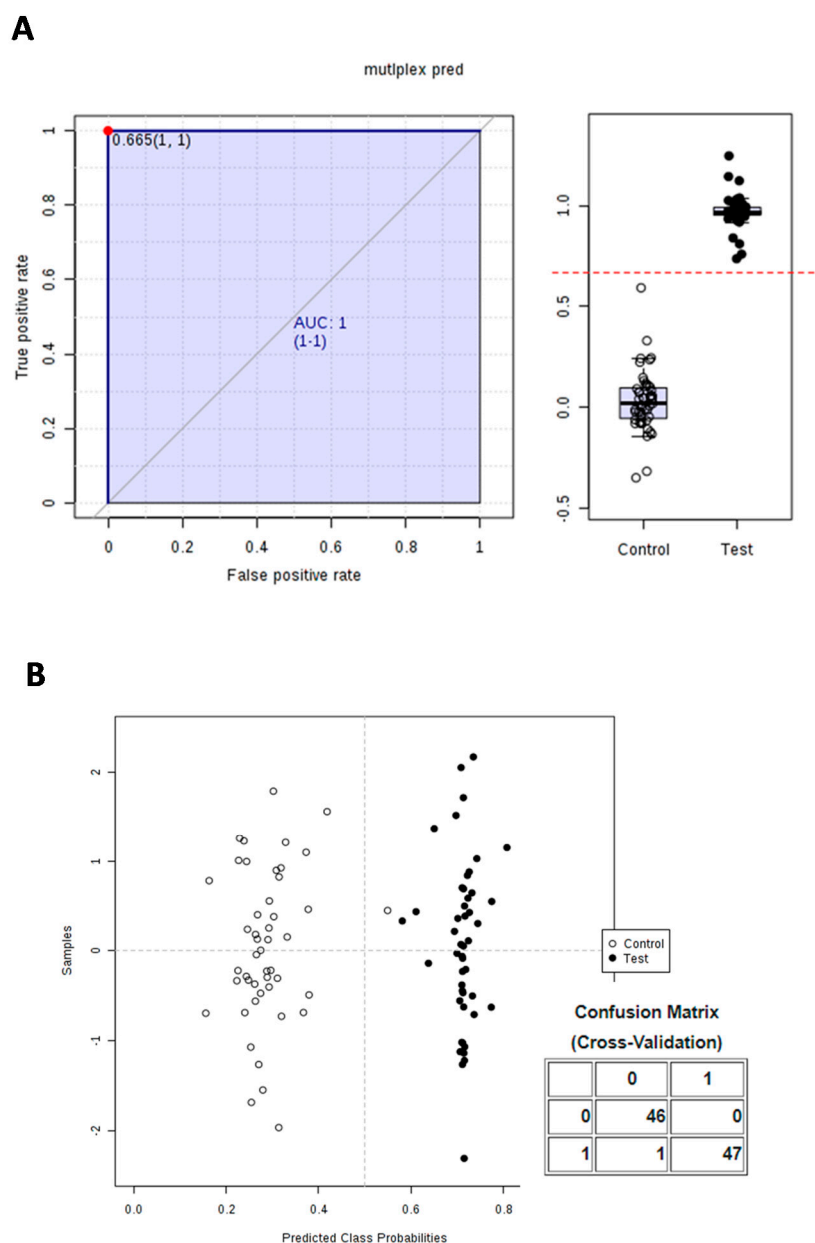 A
mutlplex pred
True positive rate
1
0.8
0.6
0.4
0.2
0
0.665(1, 1)
AUC: 1
(1-1)
0 0.2 0.4 0.6 0.8 1
False positive rate
1.0
0.5
0.0
-0.5
Control Test
B
Samples
2
1
0
-1
-2
0.0 0.2 0.4 0.6 0.8
Predicted Class Probabilities
Control
Test
Confusion Matrix
(Cross-Validation)
0 1
0 46 0
1 1 47